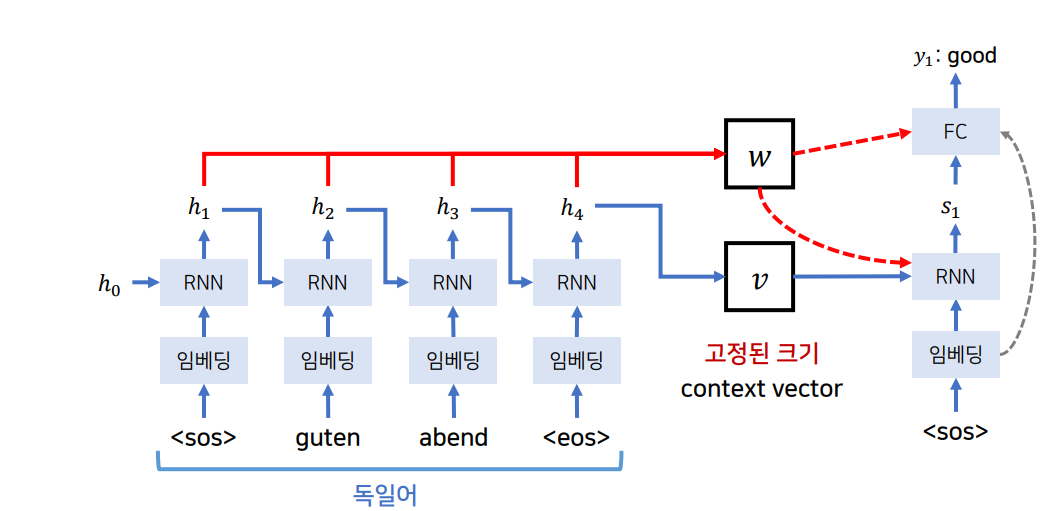 y₁: good
FC
w
h₁
h₂
h₃
h₄
s₁
h₀
RNN
RNN
RNN
RNN
v
RNN
임베딩
임베딩
임베딩
임베딩
고정된 크기
context vector
임베딩
<sos>
guten
abend
<eos>
<sos>
독일어